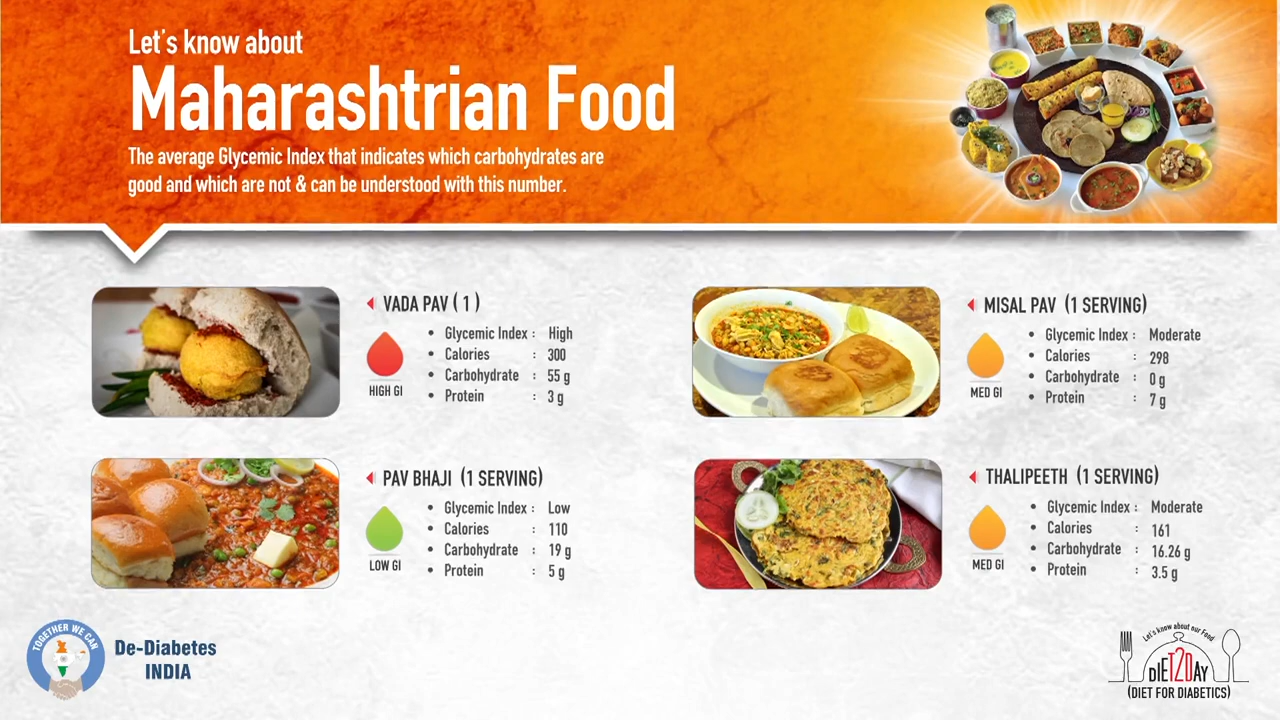 Let's know about
Maharashtrian Food
The average Glycemic Index that indicates which carbohydrates are
good and which are not & can be understood with this number.
VADA PAV ( 1 )
HIGH GI
• Glycemic Index : High
• Calories : 300
• Carbohydrate : 55 g
• Protein : 3 g
MISAL PAV (1 SERVING)
MED GI
• Glycemic Index : Moderate
• Calories : 298
• Carbohydrate : 0 g
• Protein : 7 g
PAV BHAJI (1 SERVING)
LOW GI
• Glycemic Index : Low
• Calories : 110
• Carbohydrate : 19 g
• Protein : 5 g
THALIPEETH (1 SERVING)
MED GI
• Glycemic Index : Moderate
• Calories : 161
• Carbohydrate : 16.26 g
• Protein : 3.5 g
TOGETHER WE CAN
De-Diabetes
INDIA
Let's know about our Food
DIET2DAY
(DIET FOR DIABETICS)